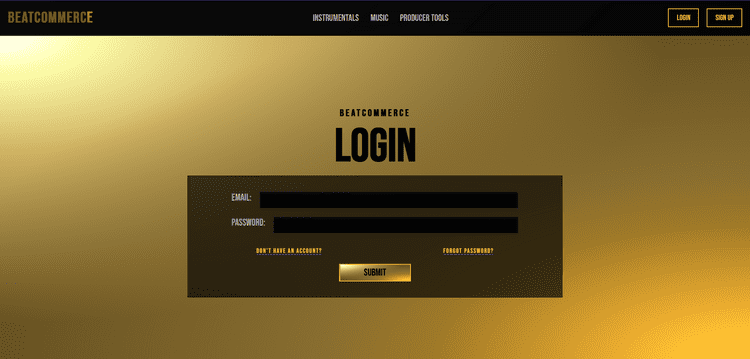 BEATCOMMERCE
INSTRUMENTALS MUSIC PRODUCER TOOLS
LOGIN SIGN UP
BEATCOMMERCE
LOGIN
EMAIL:
PASSWORD:
DON'T HAVE AN ACCOUNT? FORGOT PASSWORD?
SUBMIT